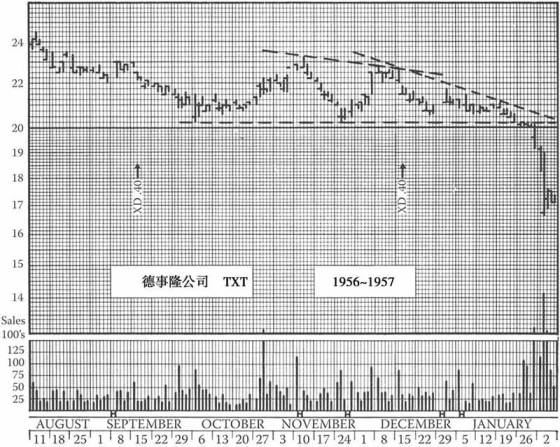 24
22
20
19
18
17
16
15
14
XD .40
XD .40
德事隆公司 TXT
1956~1957
Sales
100's
125
100
75
50
25
AUGUST SEPTEMBER OCTOBER NOVEMBER DECEMBER JANUARY
11 18 25 1 8 15 22 29 6 13 20 27 3 10 17 24 1 8 15 22 29 5 12 19 26 2